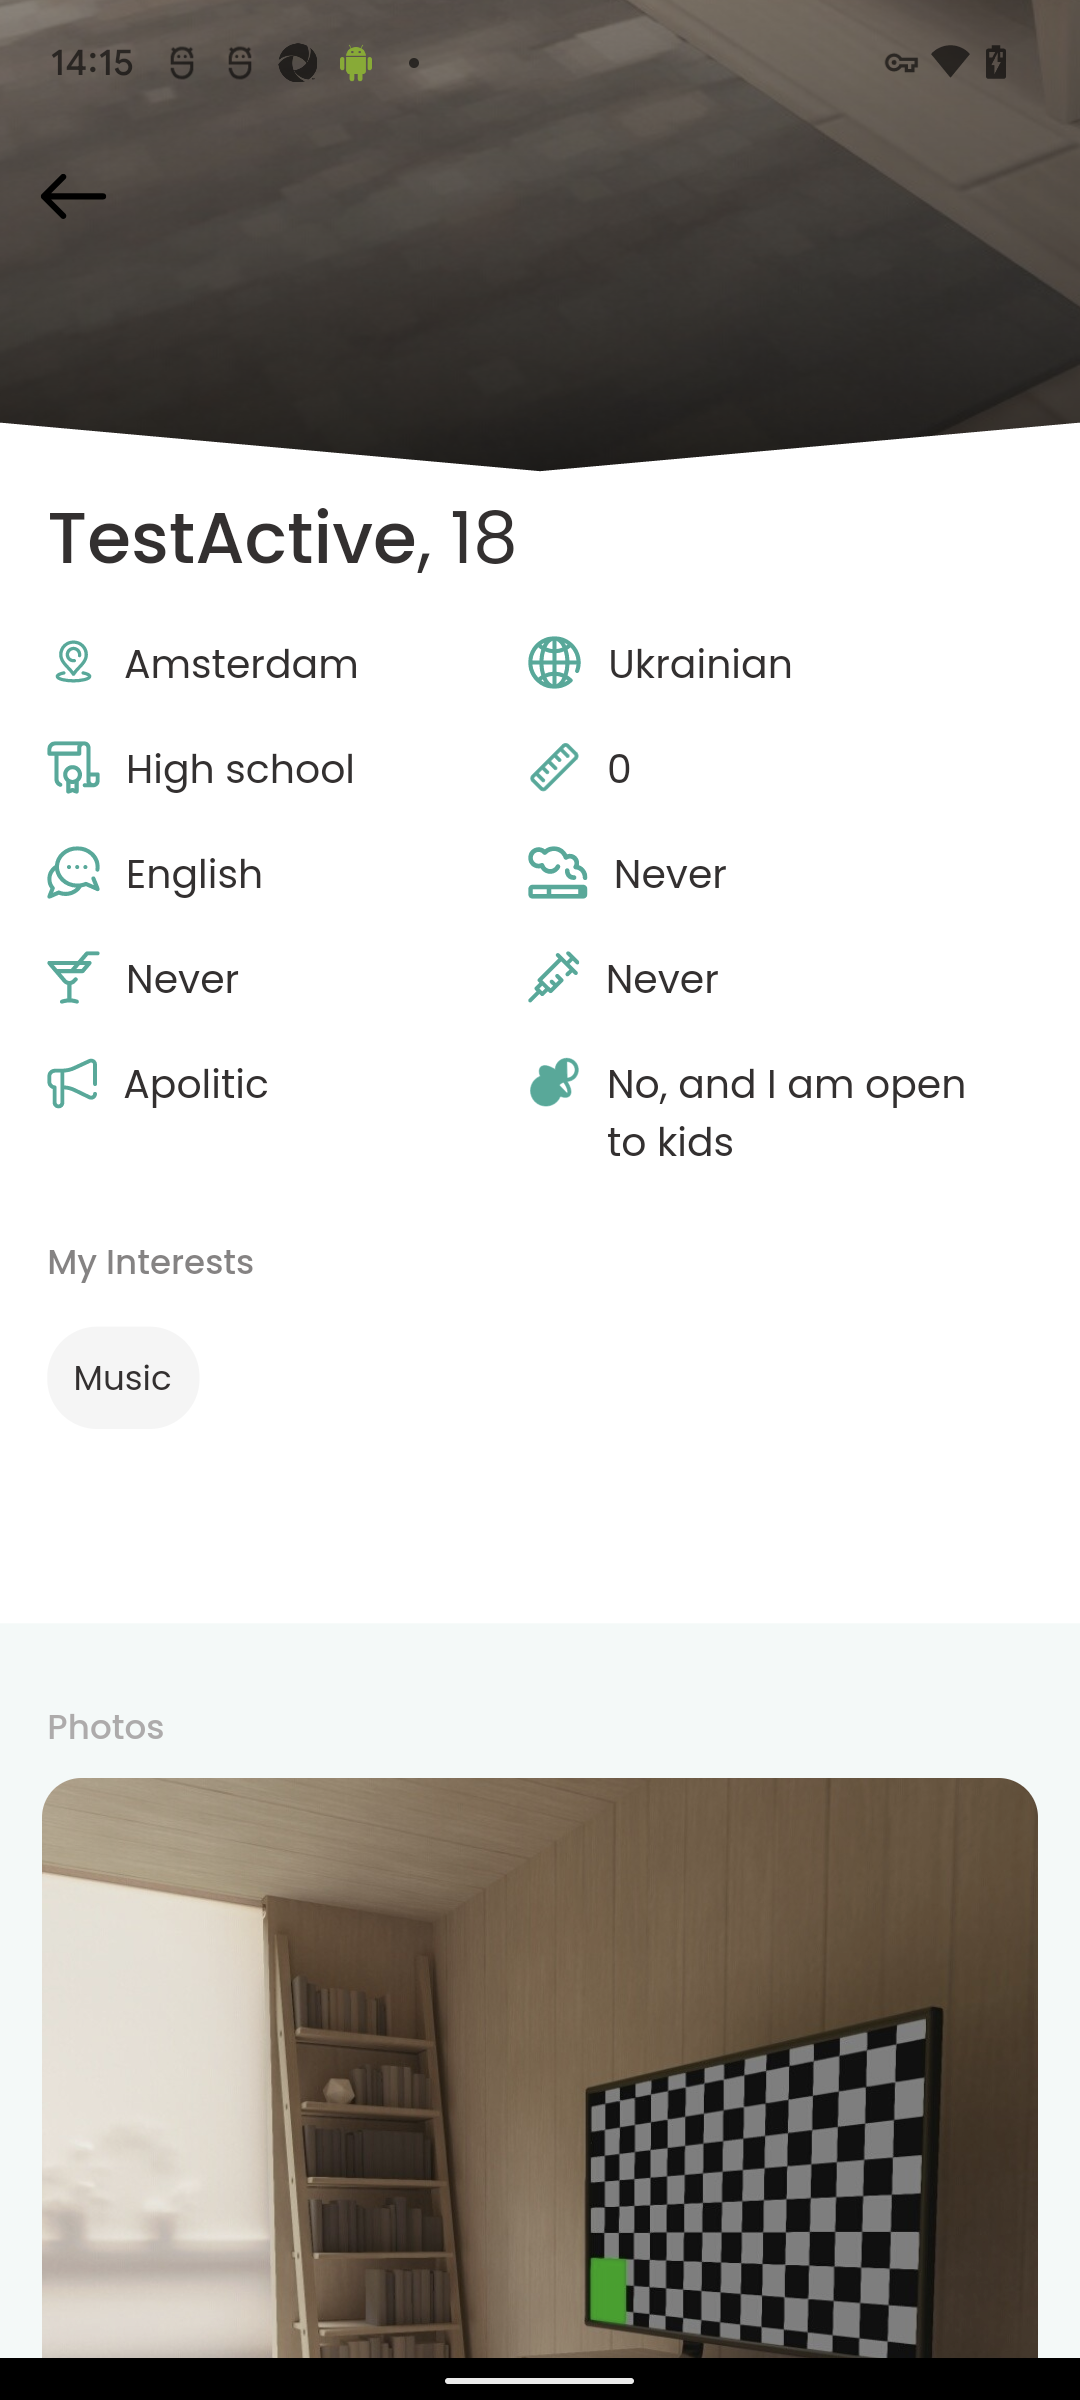 14:15
TestActive, 18
Amsterdam
Ukrainian
High school
0
English
Never
Never
Never
Apolitic
No, and I am open
to kids
My Interests
Music
Photos